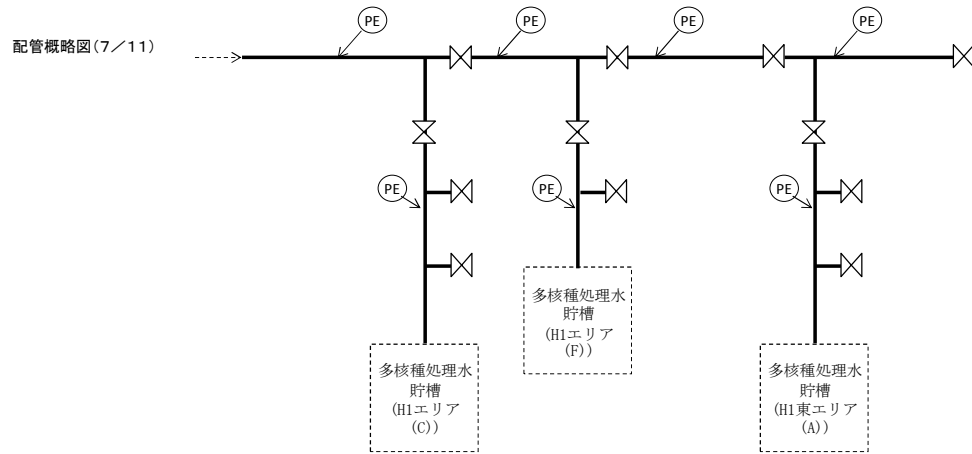 配管概略図(7/11)
PE
PE
PE
PE
PE
PE
PE
多核種処理水
貯槽
(H1エリア
(C))
多核種処理水
貯槽
(H1エリア
(F))
多核種処理水
貯槽
(H1東エリア
(A))